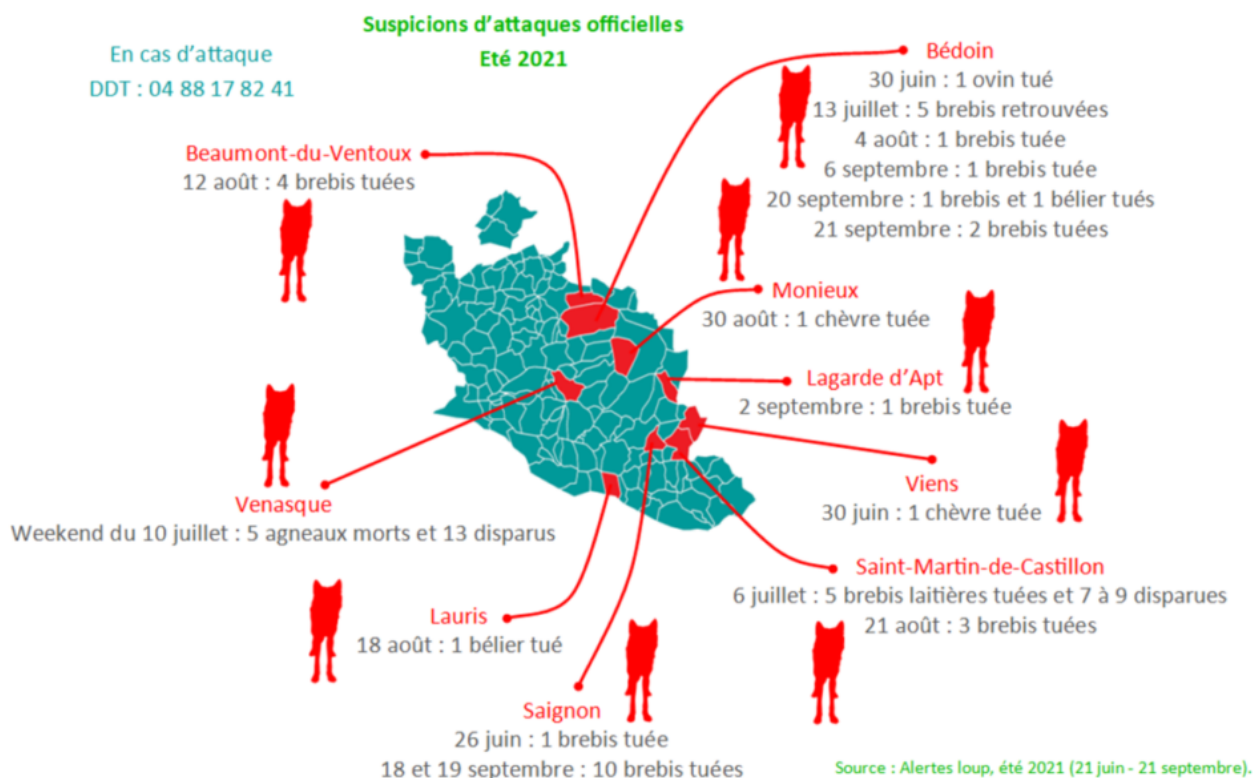 Suspicions d'attaques officielles
Eté 2021
En cas d'attaque
DDT : 04 88 17 82 41
Bédoin
30 juin : 1 ovin tué
13 juillet : 5 brebis retrouvées
4 août : 1 brebis tuée
6 septembre : 1 brebis tuée
20 septembre : 1 brebis et 1 bélier tués
21 septembre : 2 brebis tuées
Beaumont-du-Ventoux
12 août : 4 brebis tuées
Monieux
30 août : 1 chèvre tuée
Lagarde d'Apt
2 septembre : 1 brebis tuée
Viens
30 juin : 1 chèvre tuée
Venasque
Weekend du 10 juillet : 5 agneaux morts et 13 disparus
Saint-Martin-de-Castillon
6 juillet : 5 brebis laitières tuées et 7 à 9 disparues
21 août : 3 brebis tuées
Lauris
18 août : 1 bélier tué
Saignon
26 juin : 1 brebis tuée
18 et 19 septembre : 10 brebis tuées
Source : Alertes loup, été 2021 (21 juin - 21 septembre).